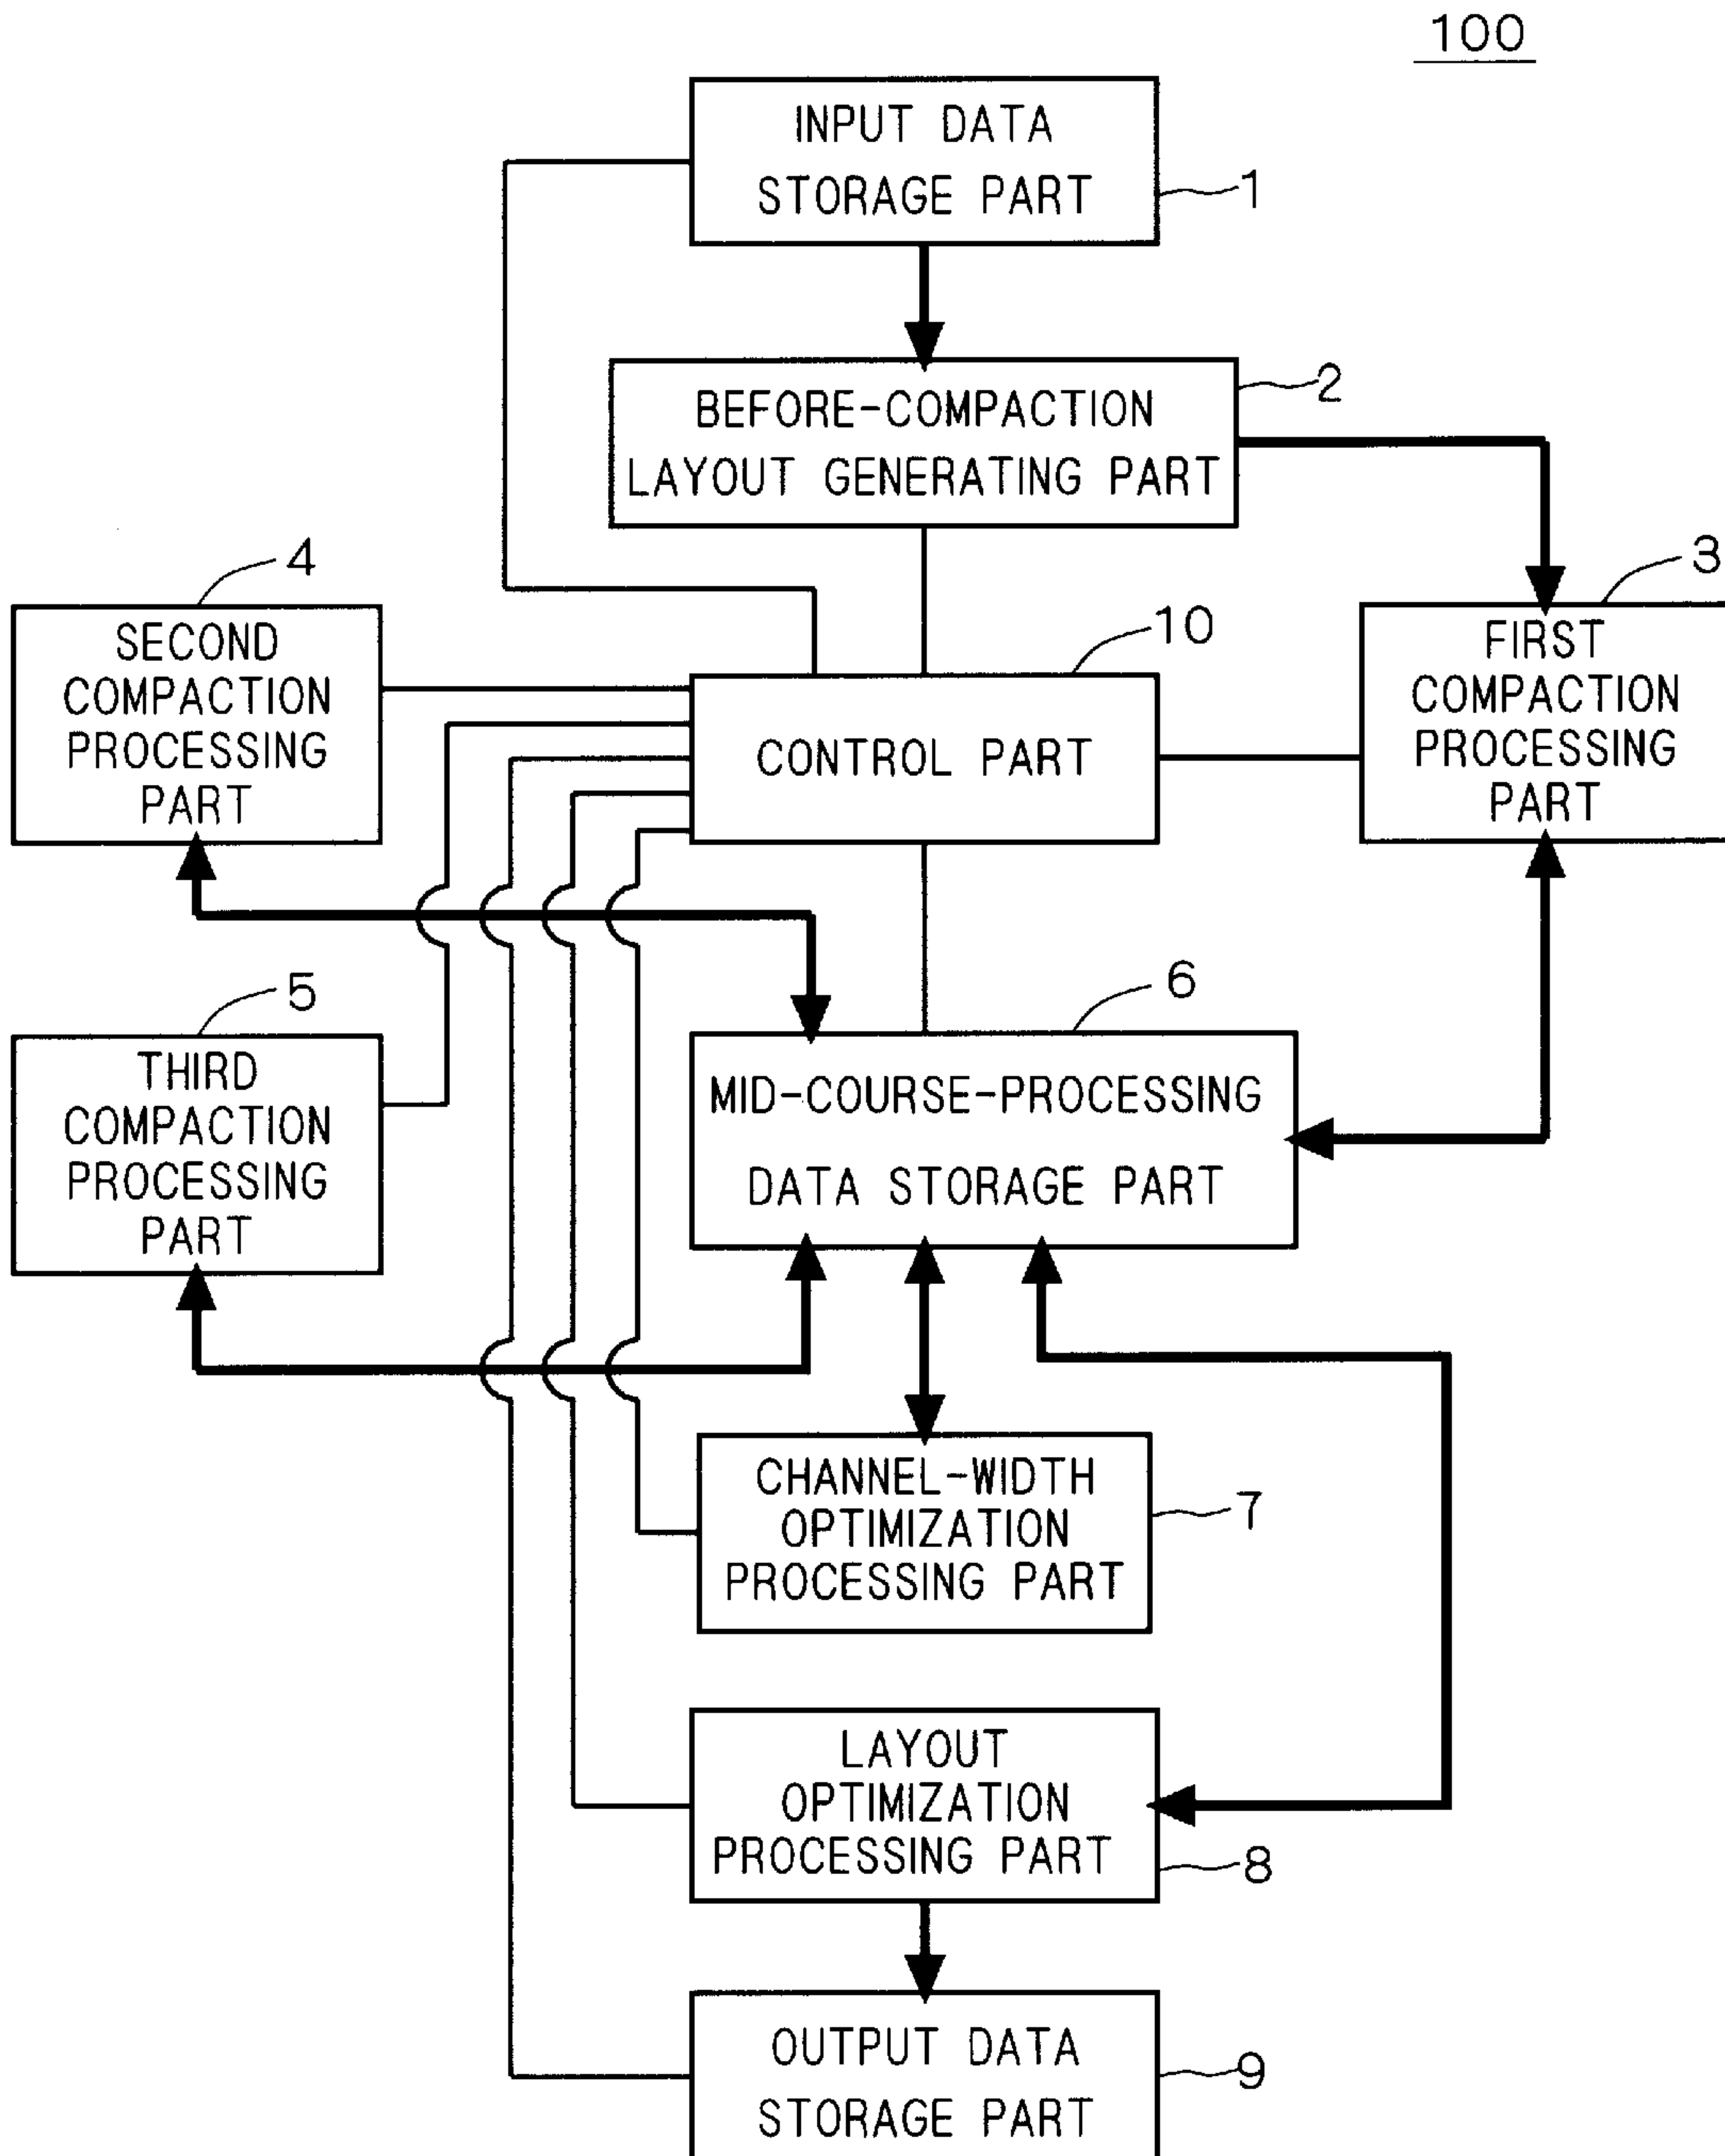 100
INPUT DATA
STORAGE PART
1
BEFORE-COMPACTION
LAYOUT GENERATING PART
2
4
SECOND
COMPACTION
PROCESSING
PART
10
CONTROL PART
3
FIRST
COMPACTION
PROCESSING
PART
5
THIRD
COMPACTION
PROCESSING
PART
6
MID-COURSE-PROCESSING
DATA STORAGE PART
CHANNEL-WIDTH
OPTIMIZATION
PROCESSING PART
7
LAYOUT
OPTIMIZATION
PROCESSING PART
8
OUTPUT DATA
STORAGE PART
9